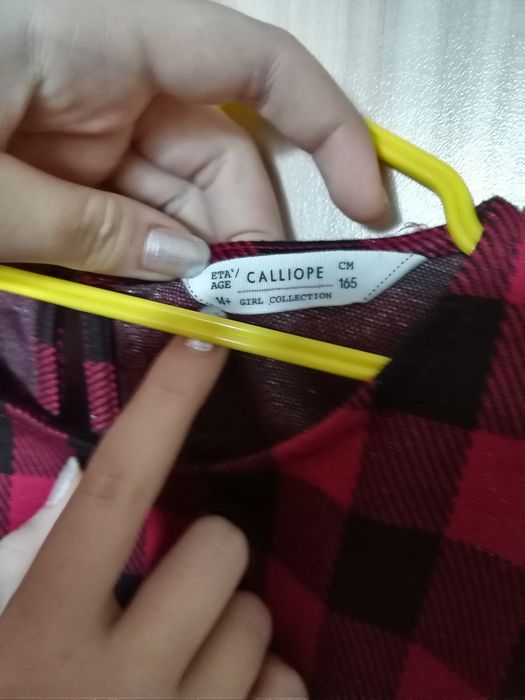 ETA'/ CALLIOPE CM
AGE 165
14+ GIRL COLLECTION